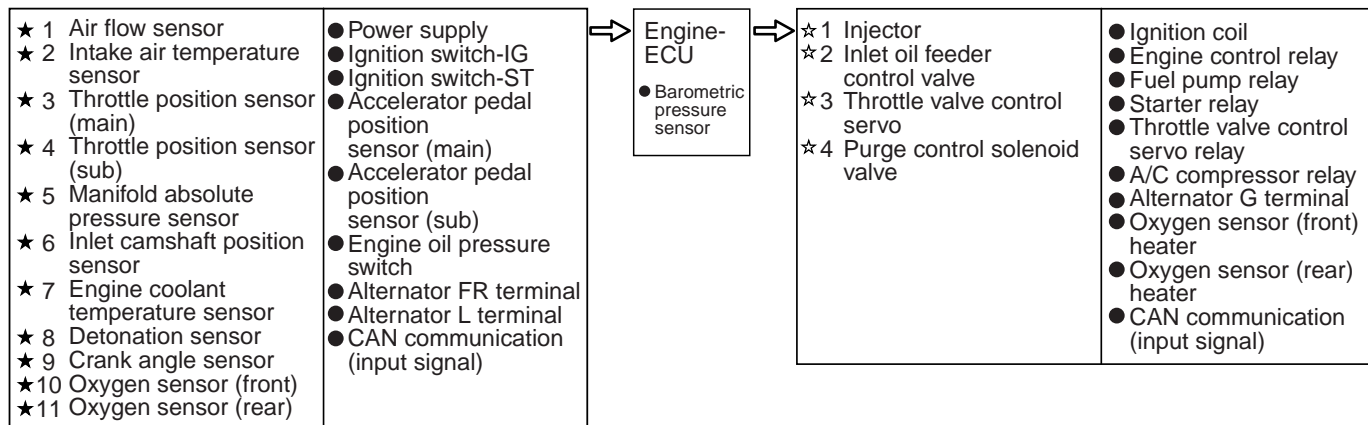 ★ 1 Air flow sensor
★ 2 Intake air temperature
sensor
★ 3 Throttle position sensor
(main)
★ 4 Throttle position sensor
(sub)
★ 5 Manifold absolute
pressure sensor
★ 6 Inlet camshaft position
sensor
★ 7 Engine coolant
temperature sensor
★ 8 Detonation sensor
★ 9 Crank angle sensor
★10 Oxygen sensor (front)
★11 Oxygen sensor (rear)
● Power supply
● Ignition switch-IG
● Ignition switch-ST
● Accelerator pedal
position
sensor (main)
● Accelerator pedal
position
sensor (sub)
● Engine oil pressure
switch
● Alternator FR terminal
● Alternator L terminal
● CAN communication
(input signal)
Engine-
ECU
● Barometric
pressure
sensor
☆1 Injector
☆2 Inlet oil feeder
control valve
☆3 Throttle valve control
servo
☆4 Purge control solenoid
valve
● Ignition coil
● Engine control relay
● Fuel pump relay
● Starter relay
● Throttle valve control
servo relay
● A/C compressor relay
● Alternator G terminal
● Oxygen sensor (front)
heater
● Oxygen sensor (rear)
heater
● CAN communication
(input signal)